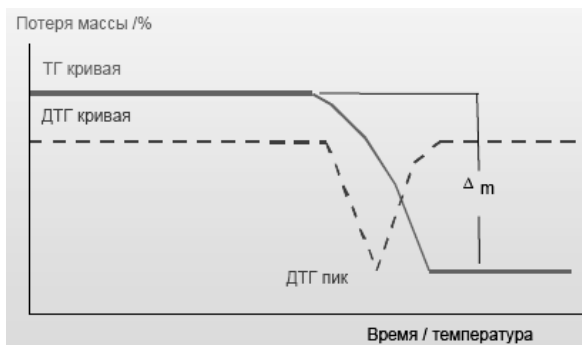 Потеря массы /%
ТГ кривая
ДТГ кривая
Δ m
ДТГ пик
Время / температура